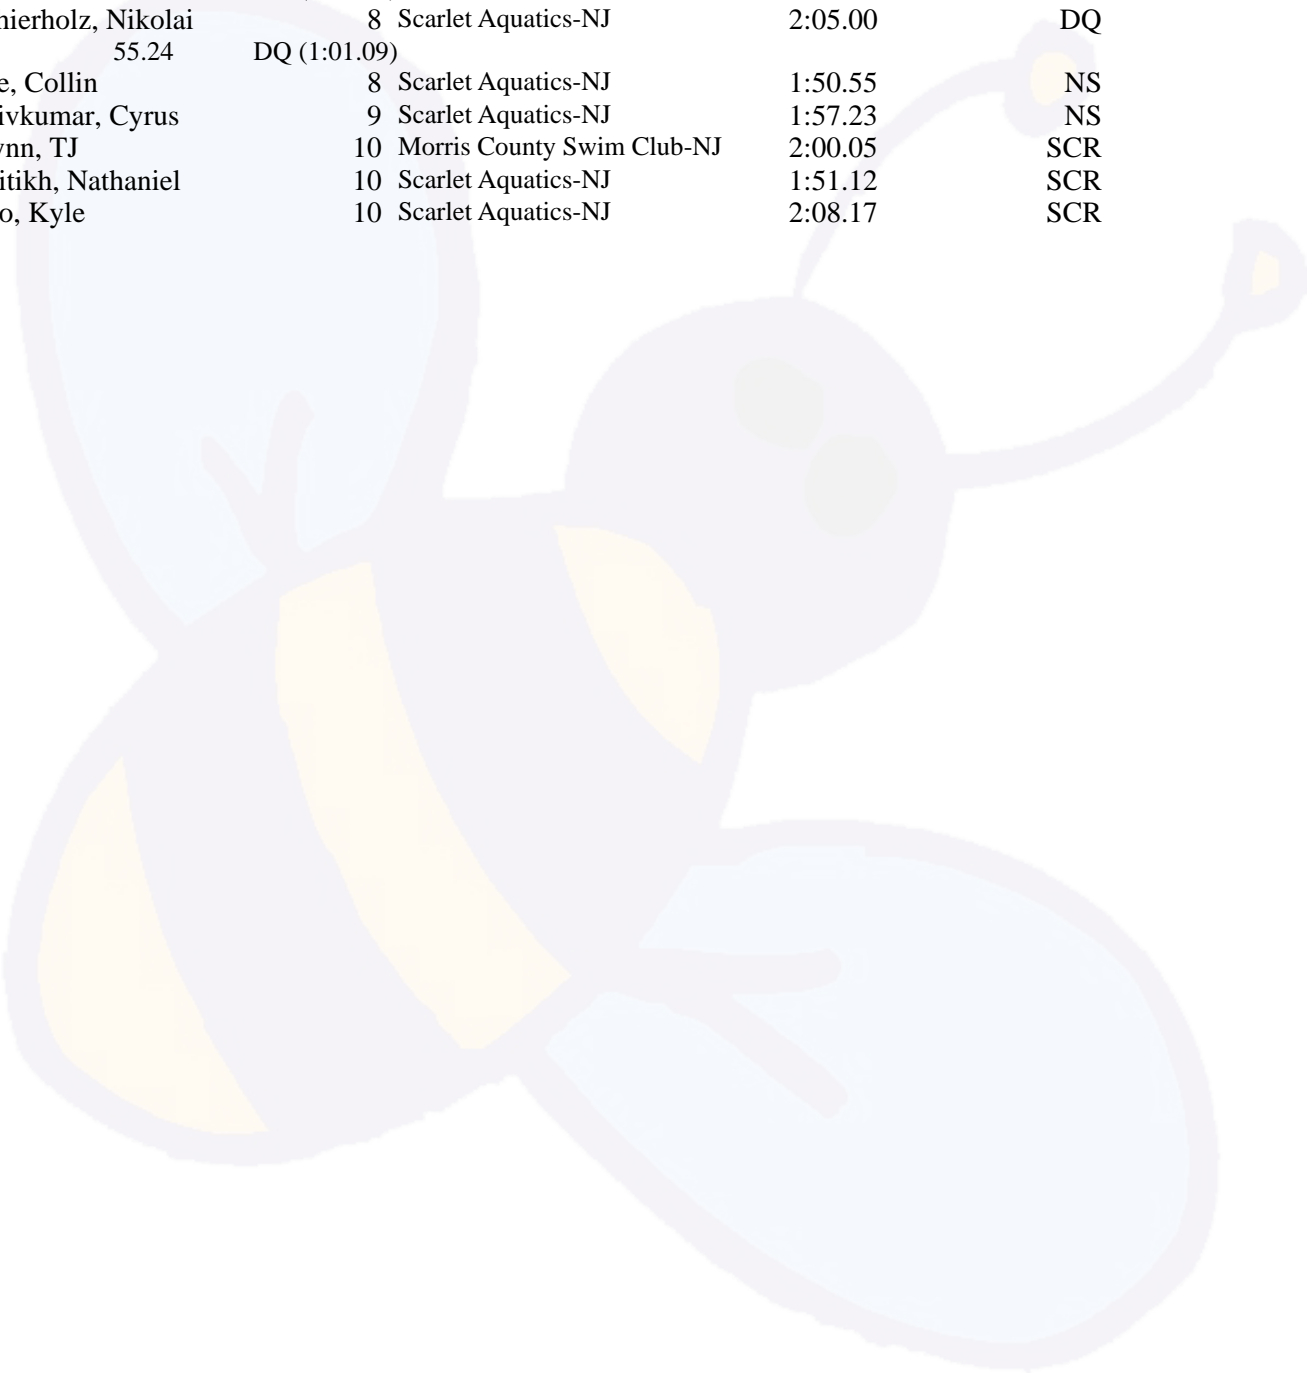 nierholz, Nikolai 8 Scarlet Aquatics-NJ 2:05.00 DQ
55.24 DQ (1:01.09)
e, Collin 8 Scarlet Aquatics-NJ 1:50.55 NS
ivkumar, Cyrus 9 Scarlet Aquatics-NJ 1:57.23 NS
ynn, TJ 10 Morris County Swim Club-NJ 2:00.05 SCR
itikh, Nathaniel 10 Scarlet Aquatics-NJ 1:51.12 SCR
o, Kyle 10 Scarlet Aquatics-NJ 2:08.17 SCR